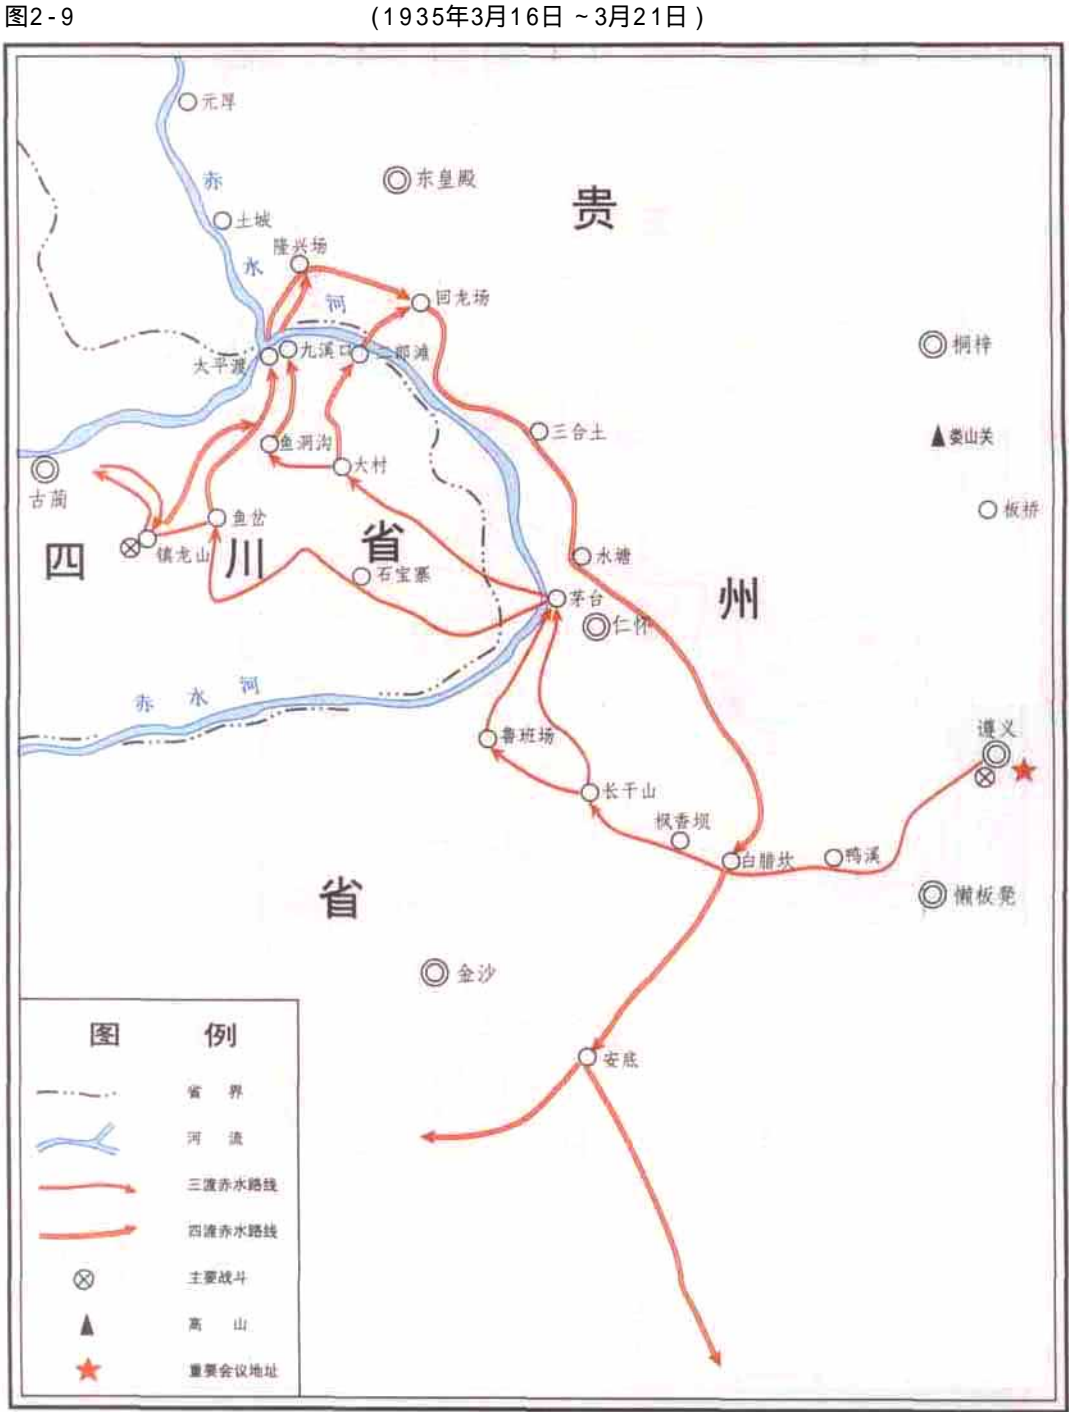 图2-9
(1935年3月16日~3月21日)
元厚
赤
东皇殿
贵
土城
隆兴场
水
河
回龙场
大平渡
九溪口
二郎滩
桐梓
三合土
娄山关
鱼洞沟
大村
古蔺
板桥
鱼岔
四
川
省
镇龙山
水塘
石宝寨
茅台
州
仁怀
赤水河
鲁班场
遵义
长干山
枫香坝
白腊坎
鸭溪
省
懒板凳
金沙
安底
图例
省界
河流
三渡赤水路线
四渡赤水路线
主要战斗
高山
重要会议地址